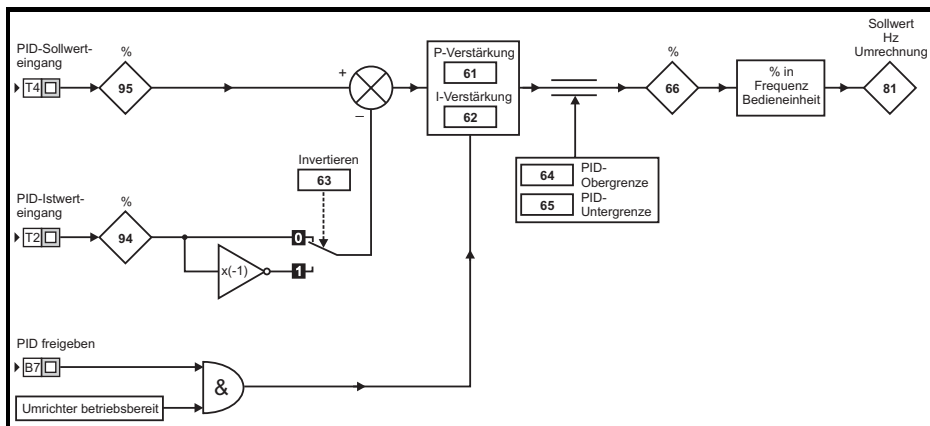 PID-Sollwert-
eingang
T4
%
95
+
–
P-Verstärkung
61
I-Verstärkung
62
%
66
% in
Frequenz
Bedieneinheit
Sollwert
Hz
Umrechnung
81
Invertieren
63
64
PID-
Obergrenze
65
PID-
Untergrenze
PID-Istwert-
eingang
T2
%
94
0
x(-1)
1
PID freigeben
B7
&
Umrichter betriebsbereit